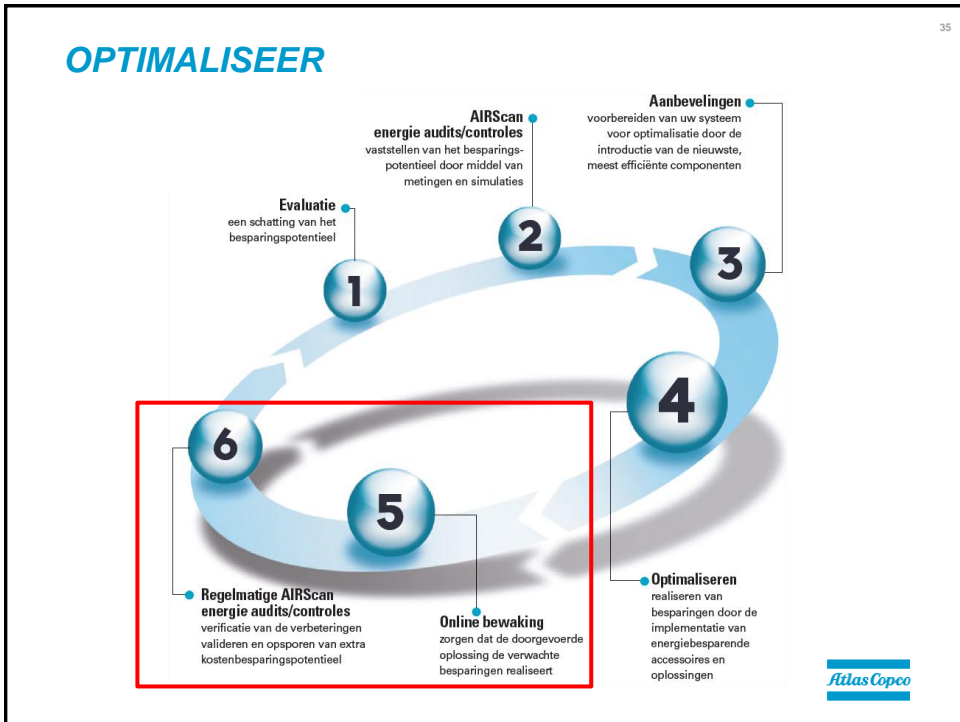 35
OPTIMALISEER
Evaluatie
een schatting van het
besparingspotentieel
1
AIRScan
energie audits/controles
vaststellen van het besparings-
potentieel door middel van
metingen en simulaties
2
Aanbevelingen
voorbereiden van uw systeem
voor optimalisatie door de
introductie van de nieuwste,
meest efficiënte componenten
3
4
Optimaliseren
realiseren van
besparingen door de
implementatie van
energiebesparende
accessoires en
oplossingen
5
Online bewaking
zorgen dat de doorgevoerde
oplossing de verwachte
besparingen realiseert
6
Regelmatige AIRScan
energie audits/controles
verificatie van de verbeteringen
valideren en opsporen van extra
kostenbesparingspotentieel
Atlas Copco